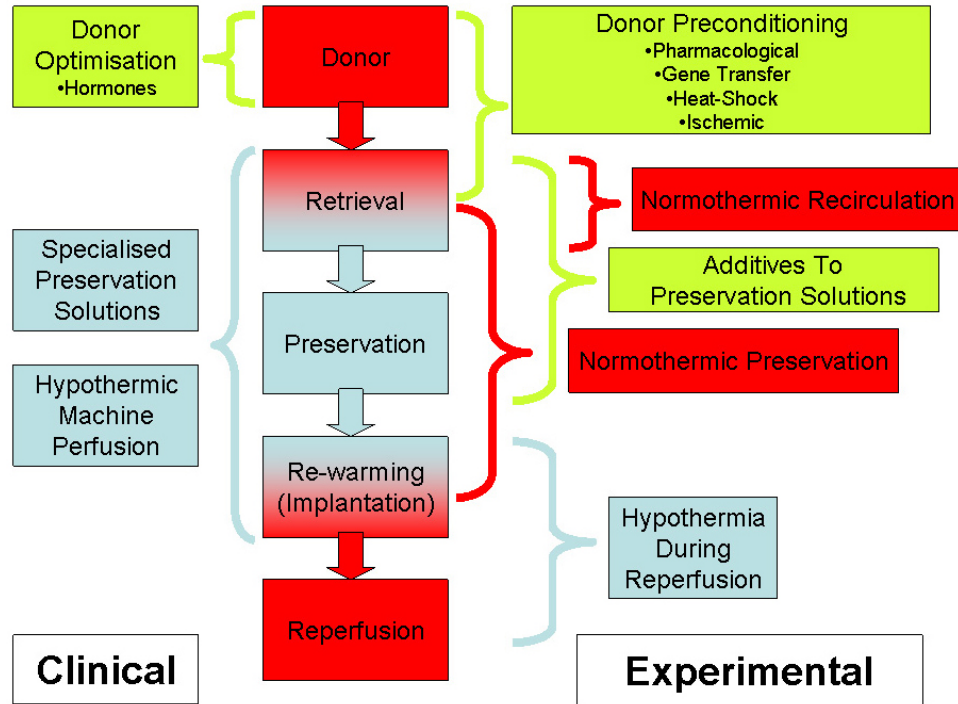 Donor
Optimisation
•Hormones
Donor
Donor Preconditioning
•Pharmacological
•Gene Transfer
•Heat-Shock
•Ischemic
Retrieval
Normothermic Recirculation
Specialised
Preservation
Solutions
Additives To
Preservation Solutions
Preservation
Normothermic Preservation
Hypothermic
Machine
Perfusion
Re-warming
(Implantation)
Hypothermia
During
Reperfusion
Reperfusion
Clinical
Experimental